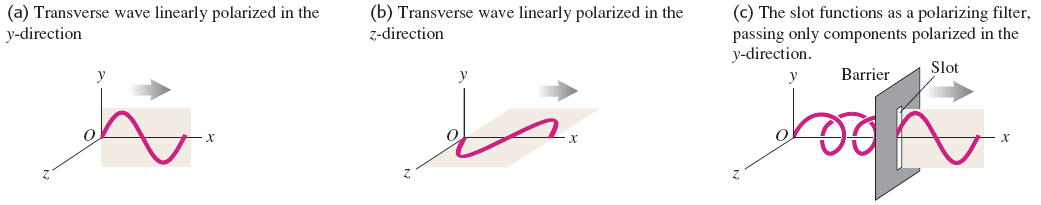 (a) Transverse wave linearly polarized in the
y-direction
y
O
x
z
(b) Transverse wave linearly polarized in the
z-direction
y
O
x
z
(c) The slot functions as a polarizing filter,
passing only components polarized in the
y-direction.
y
Barrier
Slot
O
x
z